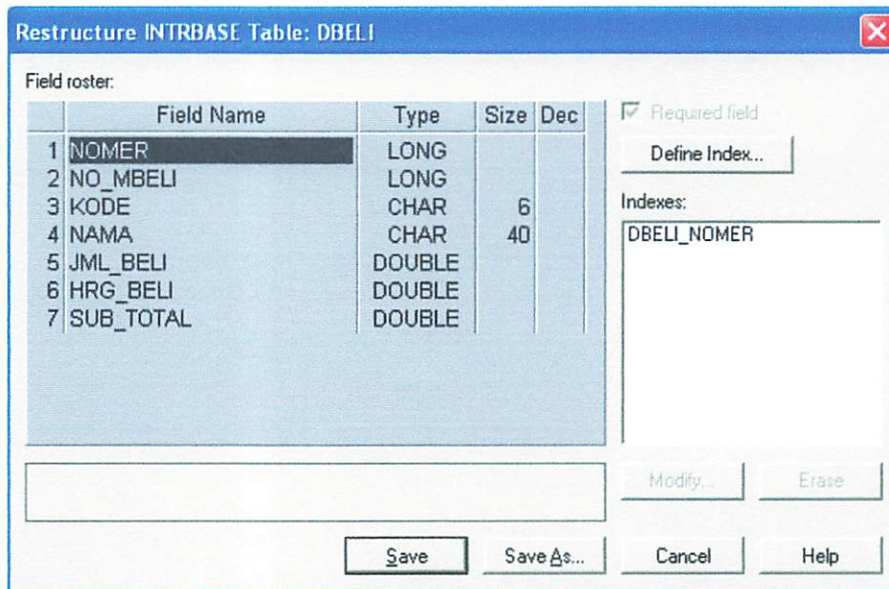 Restructure INTRBASE Table: DBELI
Field roster:
Field Name Type Size Dec
1 NOMER LONG
2 NO_MBELI LONG
3 KODE CHAR 6
4 NAMA CHAR 40
5 JML_BELI DOUBLE
6 HRG_BELI DOUBLE
7 SUB_TOTAL DOUBLE
Required field
Define Index...
Indexes:
DBELI_NOMER
Modify... Erase
Save Save As... Cancel Help